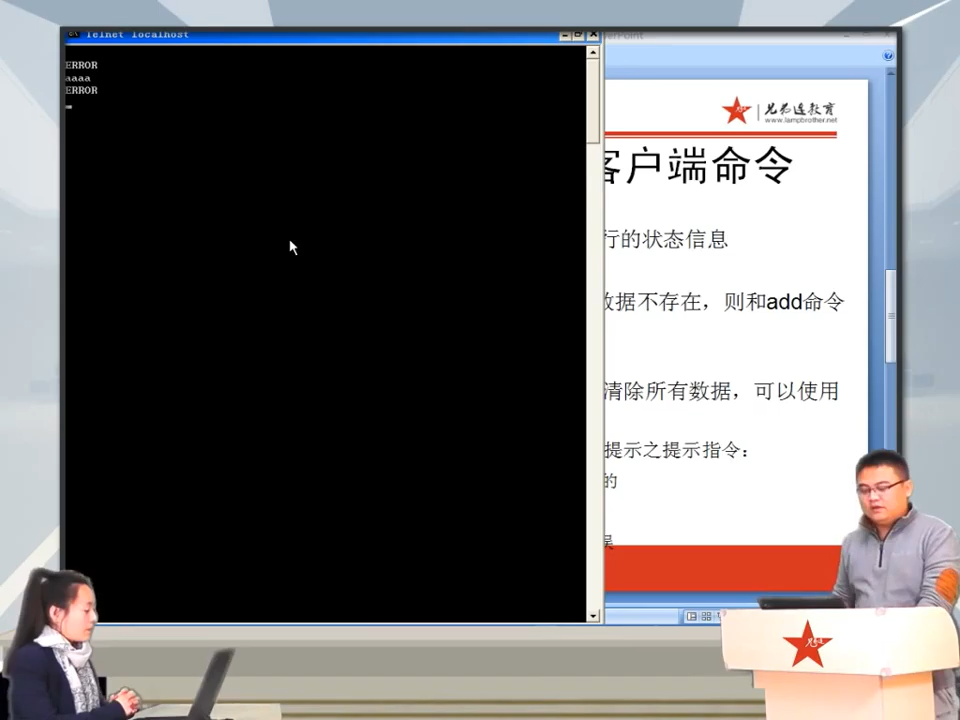 Telnet localhost
ERROR
aaaa
ERROR
兄弟连教育
www.lampbrother.net
客户端命令
行的状态信息
数据不存在，则和add命令
清除所有数据，可以使用
提示之提示指令：
的
误